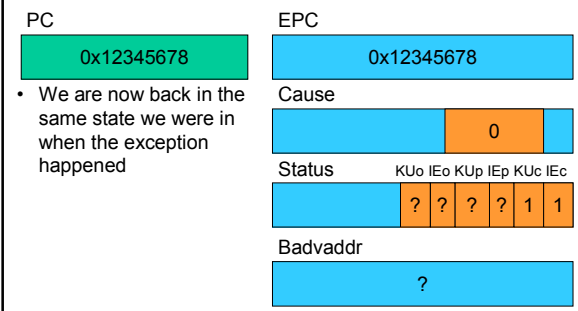 PC
0x12345678
• We are now back in the
same state we were in
when the exception
happened
EPC
0x12345678
Cause
0
Status
KUo IEo KUp IEp KUc IEc
? ? ? ? 1 1
Badvaddr
?